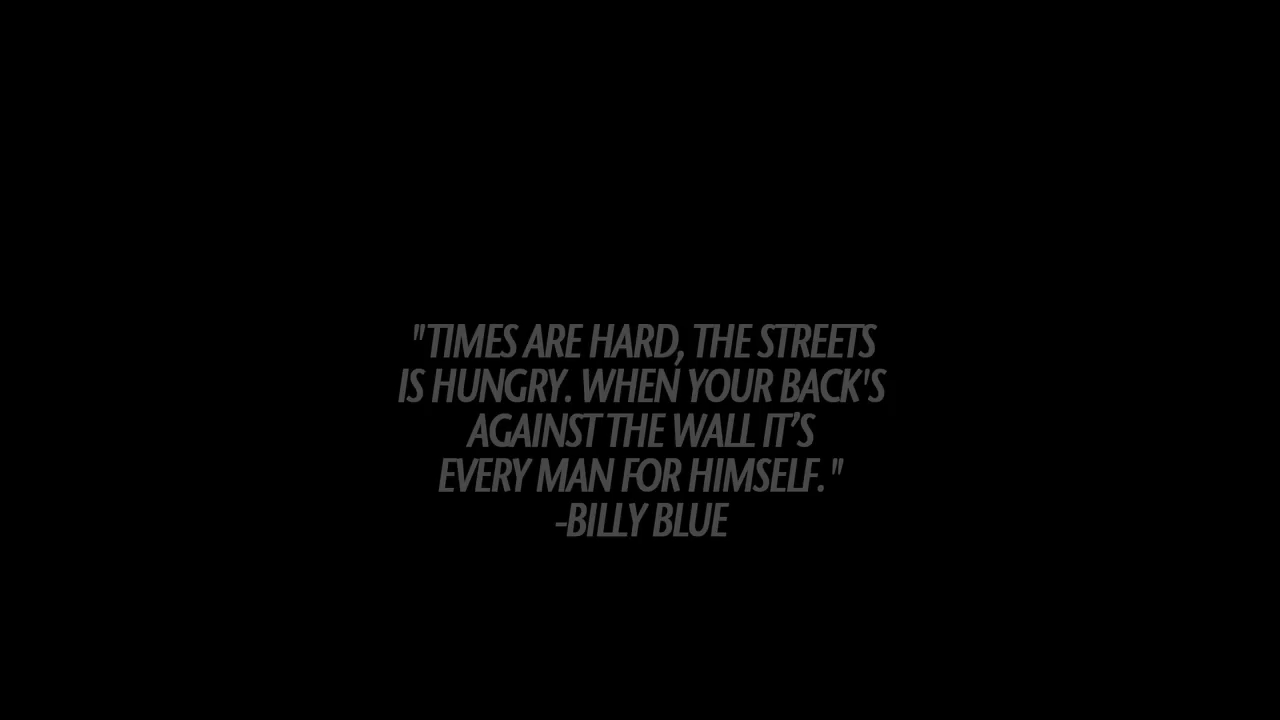 "TIMES ARE HARD, THE STREETS
IS HUNGRY. WHEN YOUR BACK'S
AGAINST THE WALL IT’S
EVERY MAN FOR HIMSELF. "
-BILLY BLUE